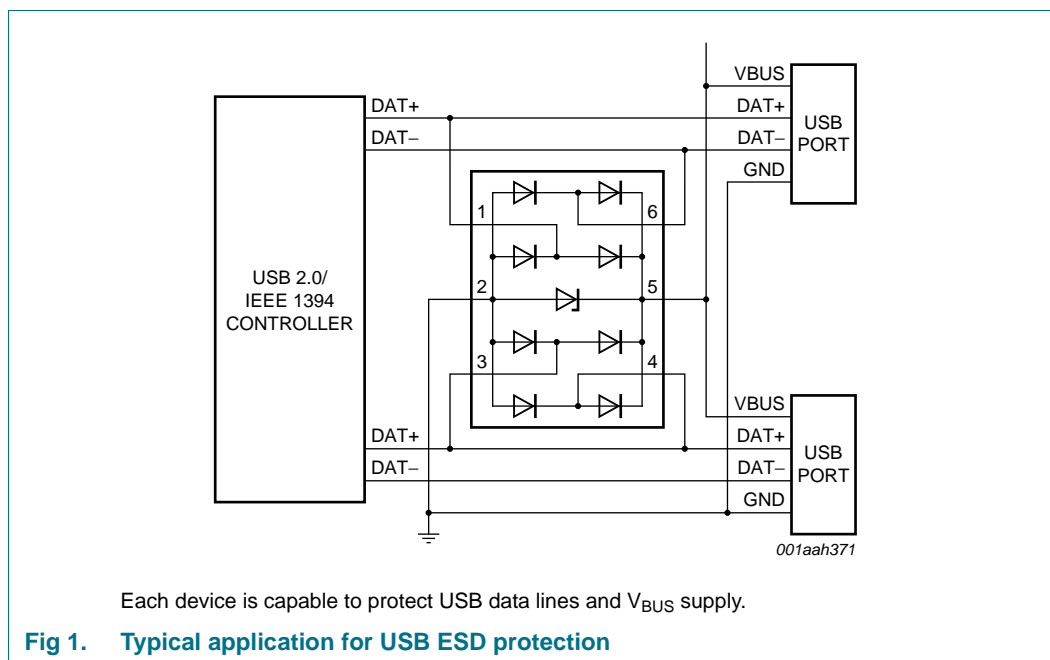 VBUS
DAT+
DAT−
GND
USB
PORT
DAT+
DAT−
USB 2.0/
IEEE 1394
CONTROLLER
1
6
2
5
3
4
DAT+
DAT−
VBUS
DAT+
DAT−
GND
USB
PORT
001aah371
Each device is capable to protect USB data lines and VBUS supply.
Fig 1. Typical application for USB ESD protection